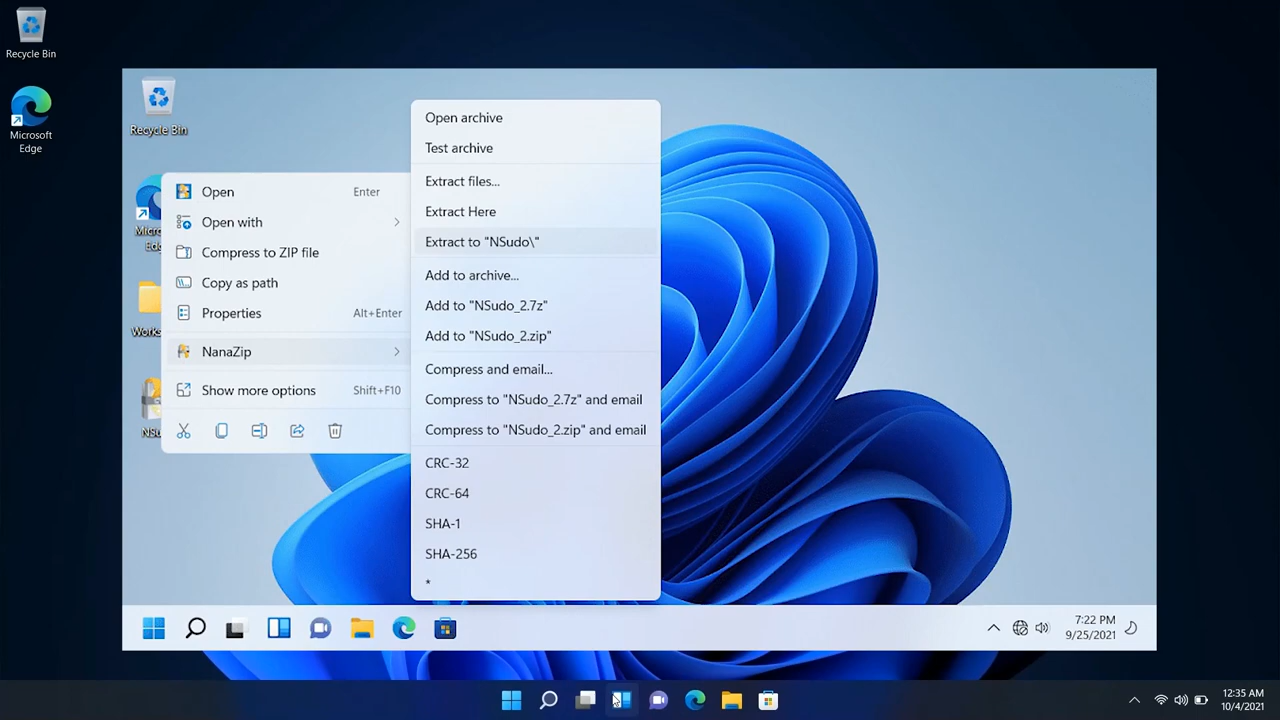 Recycle Bin
Microsoft
Edge
Recycle Bin
Open Enter
Open with
Compress to ZIP file
Copy as path
Properties Alt+Enter
NanaZip
Show more options Shift+F10
Open archive
Test archive
Extract files...
Extract Here
Extract to "NSudo\"
Add to archive...
Add to "NSudo_2.7z"
Add to "NSudo_2.zip"
Compress and email...
Compress to "NSudo_2.7z" and email
Compress to "NSudo_2.zip" and email
CRC-32
CRC-64
SHA-1
SHA-256
*
7:22 PM
9/25/2021
12:35 AM
10/4/2021